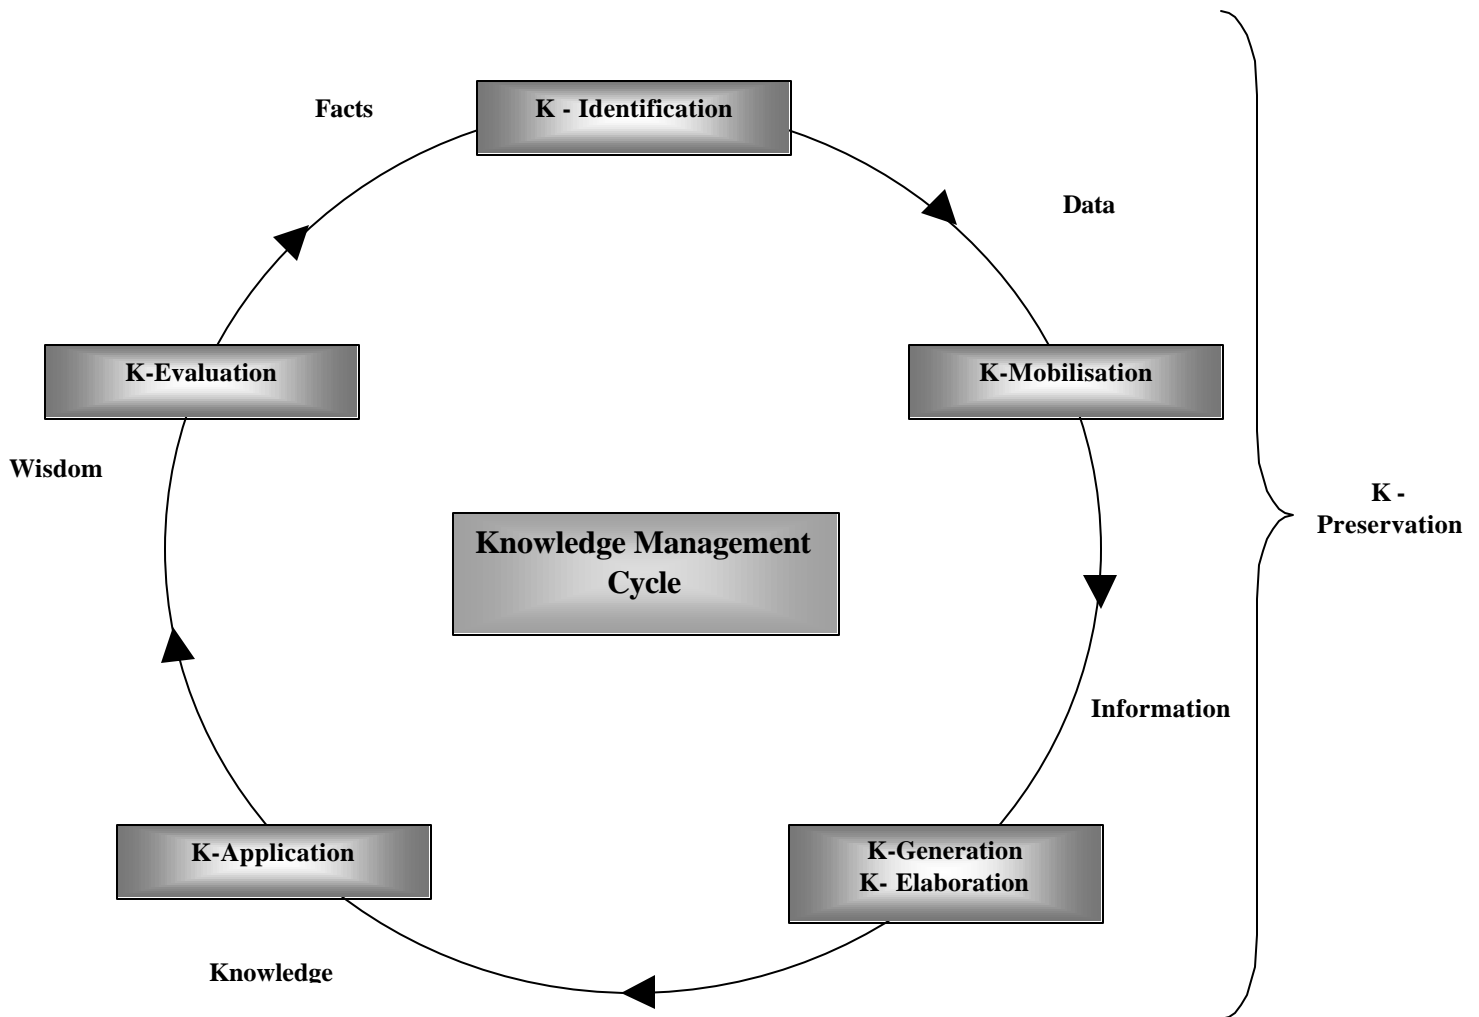 Facts
K - Identification
Data
K-Evaluation
K-Mobilisation
Wisdom
K -
Preservation
Knowledge Management
Cycle
Information
K-Application
K-Generation
K- Elaboration
Knowledge